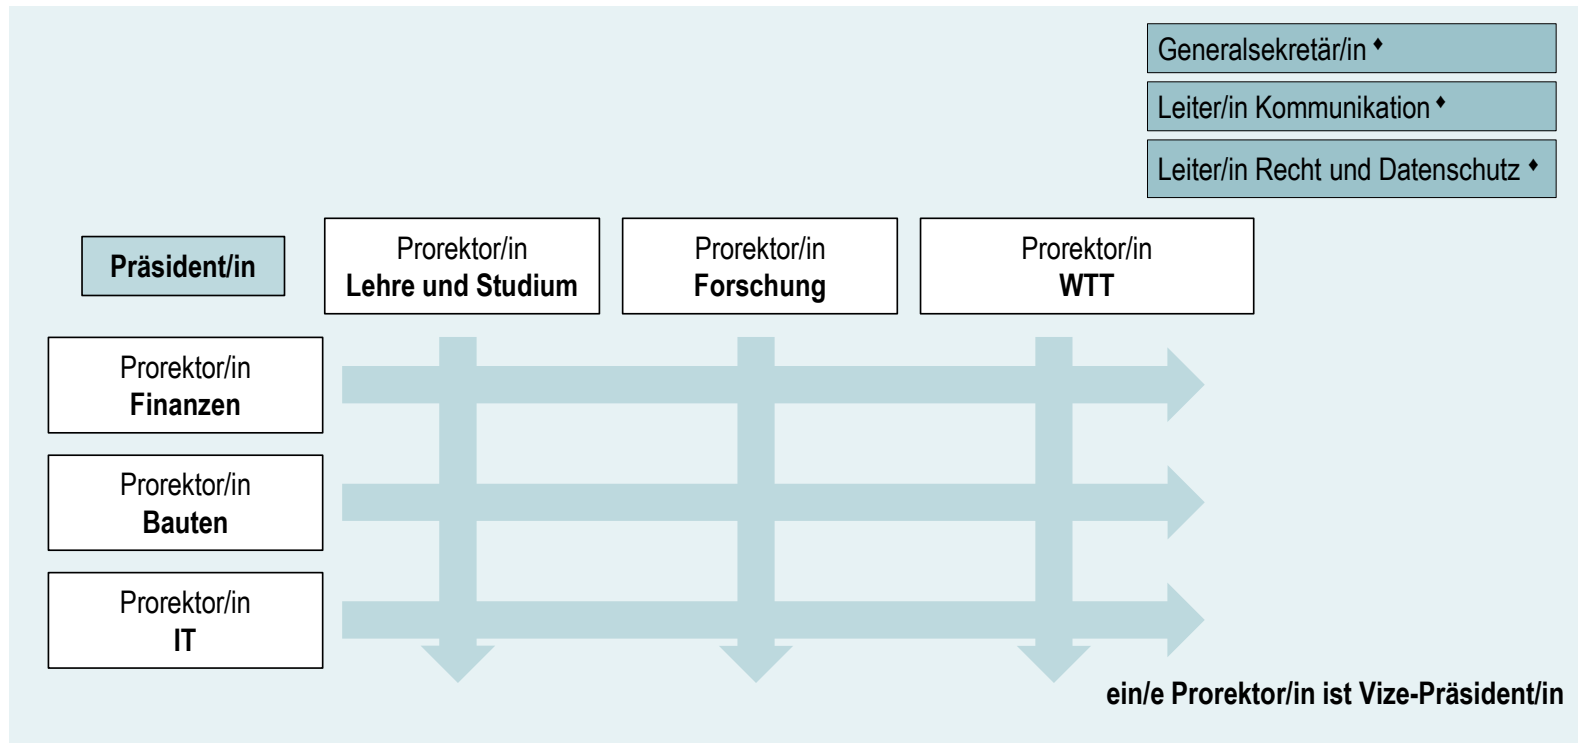 Generalsekretär/in ♦
Leiter/in Kommunikation ♦
Leiter/in Recht und Datenschutz ♦
Präsident/in
Prorektor/in
Lehre und Studium
Prorektor/in
Forschung
Prorektor/in
WTT
Prorektor/in
Finanzen
Prorektor/in
Bauten
Prorektor/in
IT
ein/e Prorektor/in ist Vize-Präsident/in